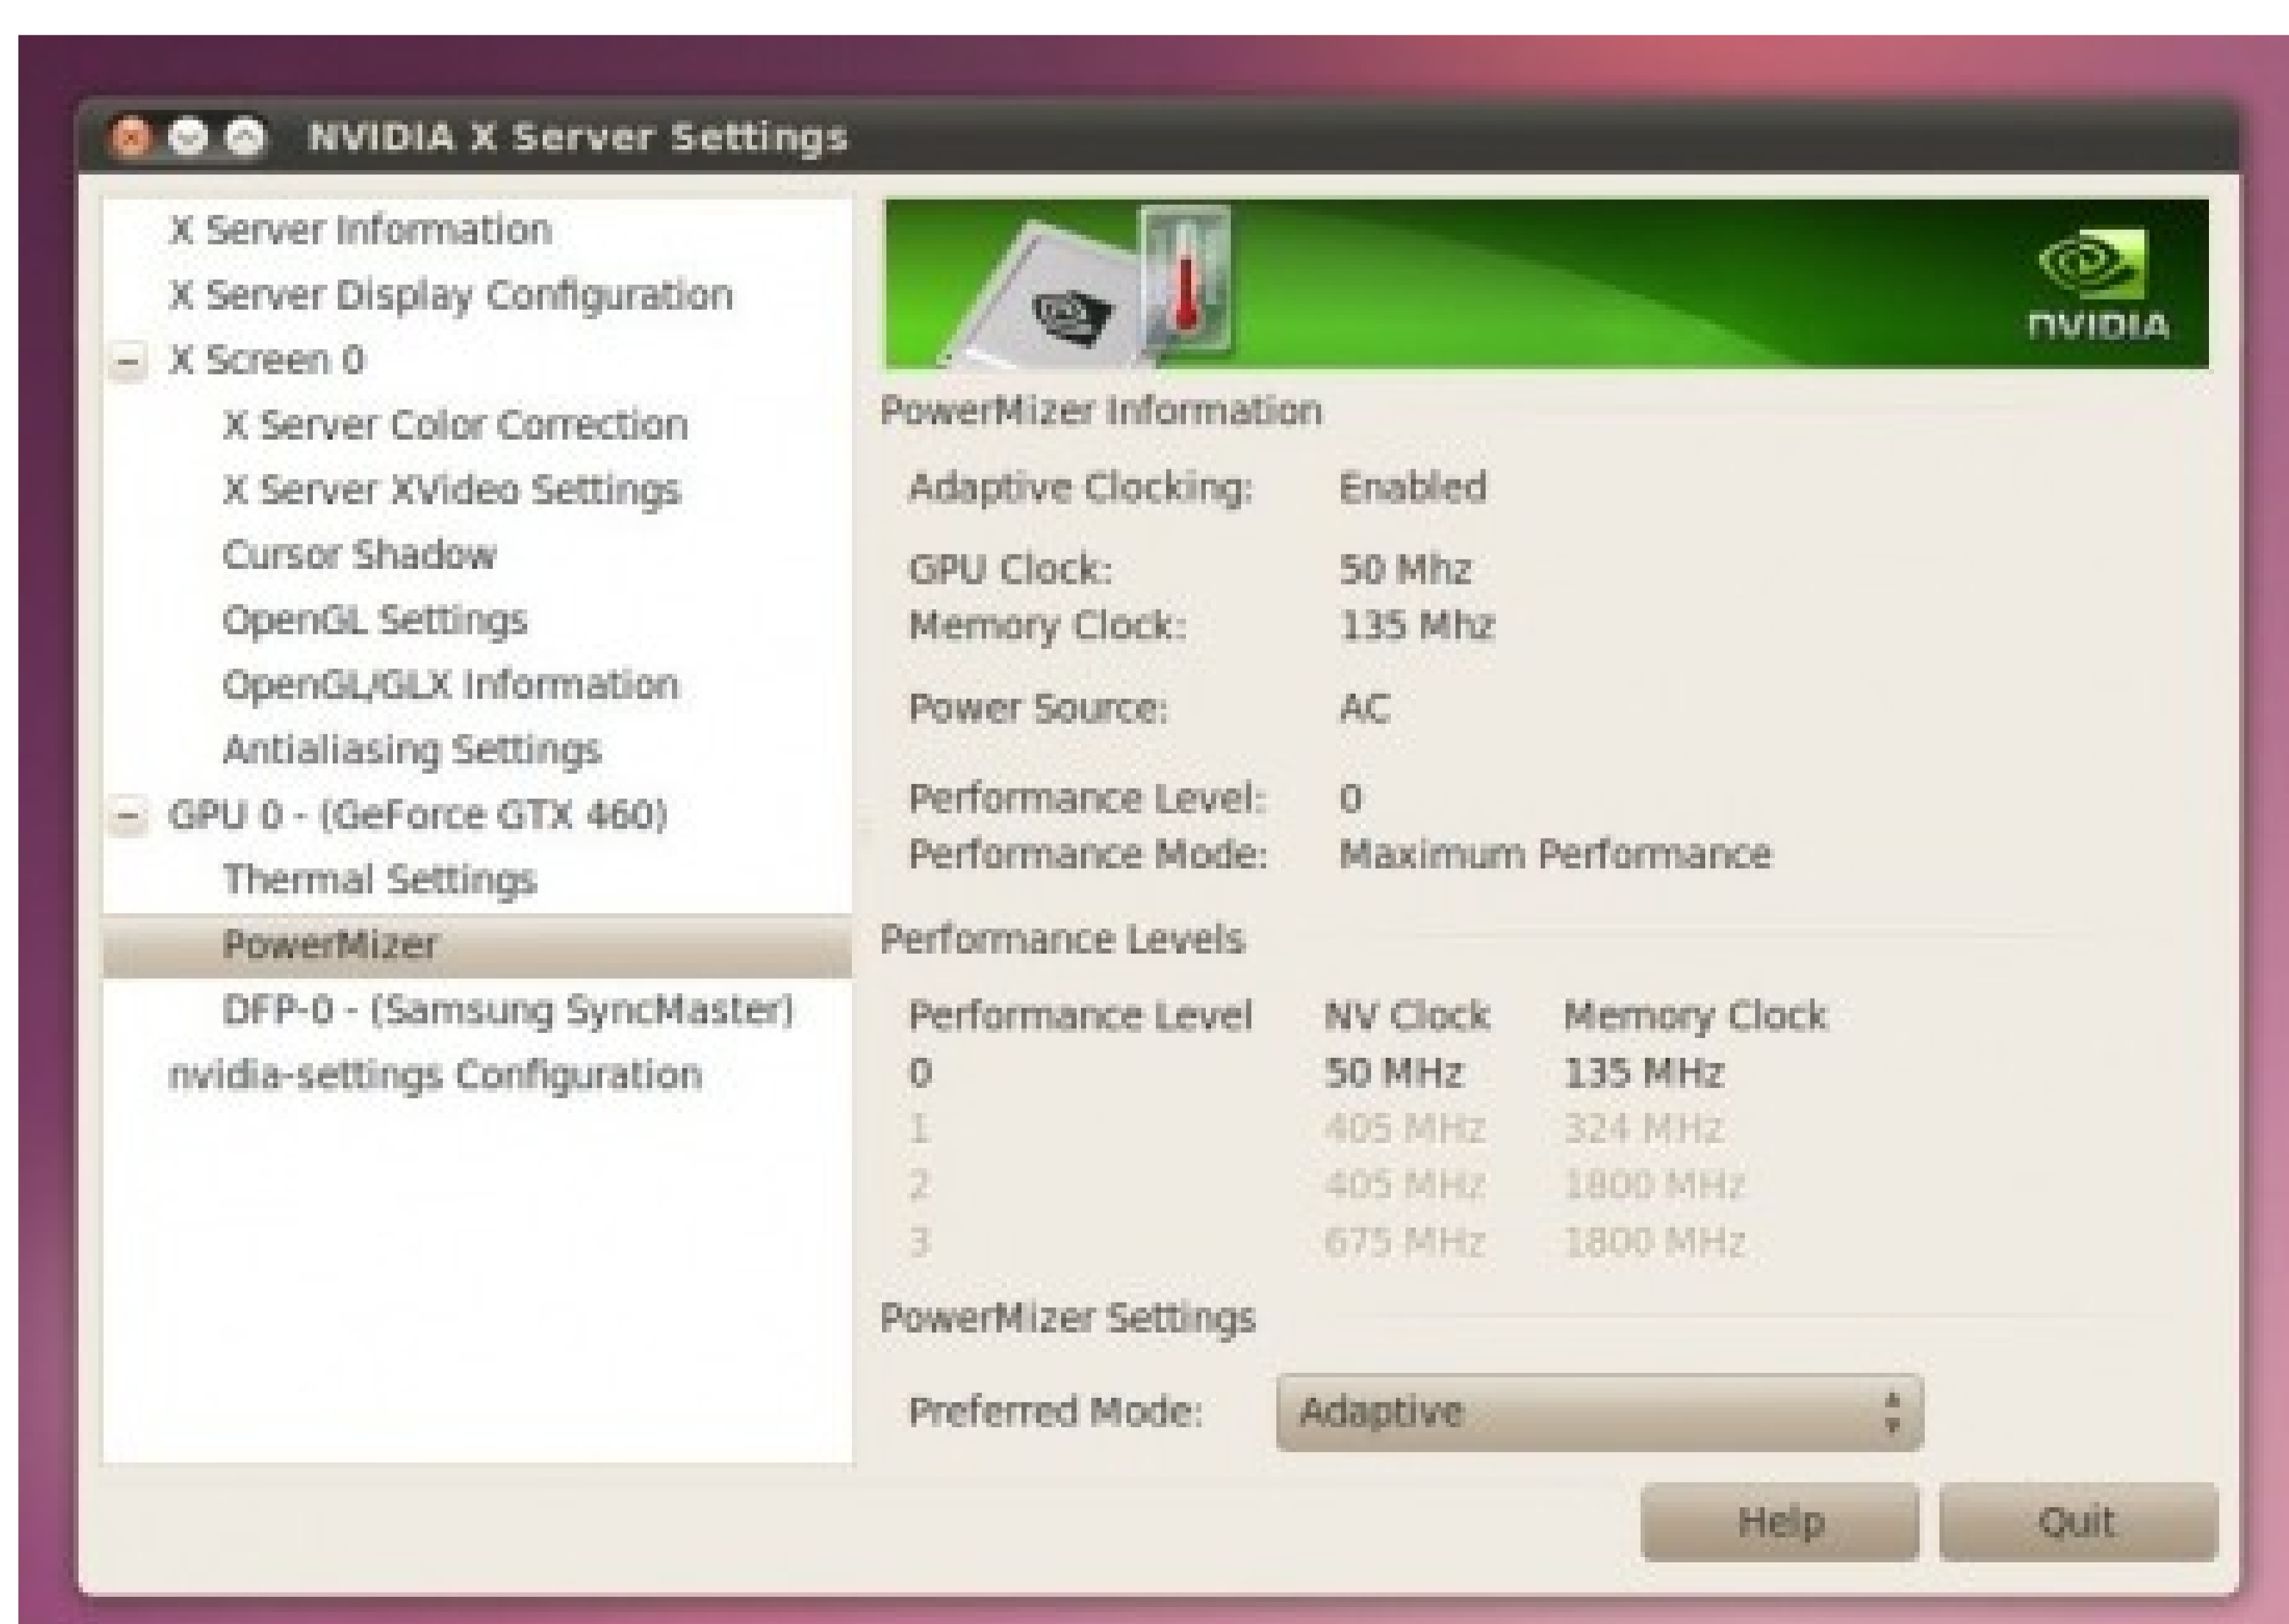 NVIDIA X Server Settings
X Server Information
X Server Display Configuration
X Screen 0
X Server Color Correction
X Server XVideo Settings
Cursor Shadow
OpenGL Settings
OpenGL/GLX Information
Antialiasing Settings
GPU 0 - (GeForce GTX 460)
Thermal Settings
PowerMizer
DFP-0 - (Samsung SyncMaster)
nvidia-settings Configuration
NVIDIA
PowerMizer Information
Adaptive Clocking: Enabled
GPU Clock: 50 Mhz
Memory Clock: 135 Mhz
Power Source: AC
Performance Level: 0
Performance Mode: Maximum Performance
Performance Levels
Performance Level NV Clock Memory Clock
0 50 MHz 135 MHz
1 405 MHz 324 MHz
2 405 MHz 1800 MHz
3 675 MHz 1800 MHz
PowerMizer Settings
Preferred Mode: Adaptive
Help Quit